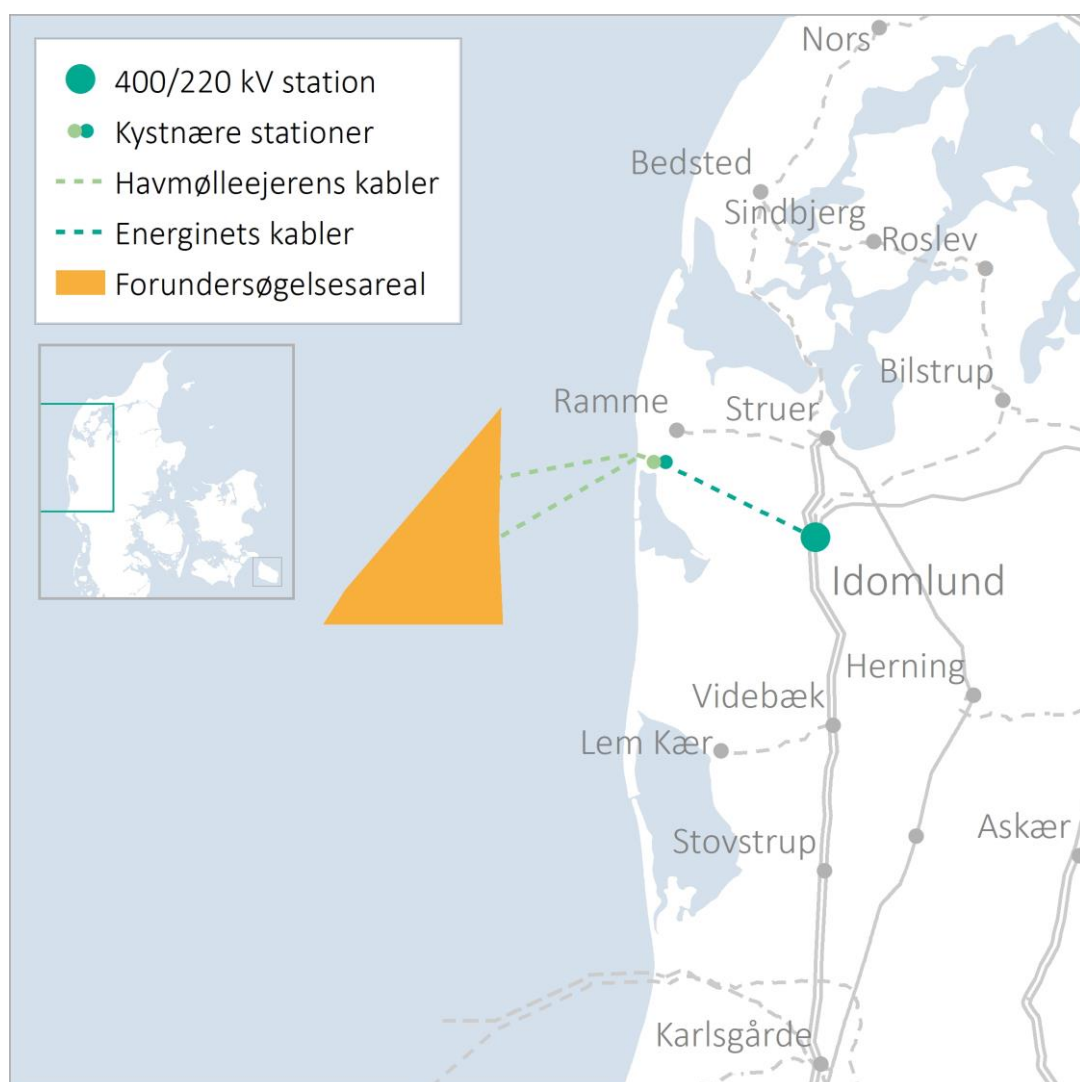 400/220 kV station
Kystnære stationer
Havmølleejerens kabler
Energinets kabler
Forundersøgelsesareal
Nors
Bedsted
Sindbjerg
Roslev
Bilstrup
Ramme
Struer
Idomlund
Herning
Videbæk
Lem Kær
Stovstrup
Askær
Karlsgårde